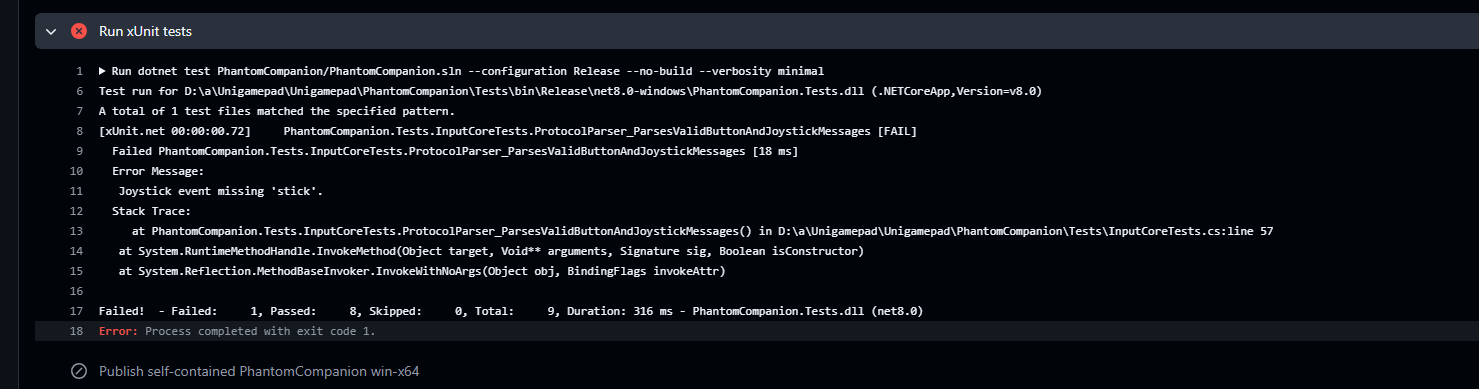 Run xUnit tests
1 ▶ Run dotnet test PhantomCompanion/PhantomCompanion.sln --configuration Release --no-build --verbosity minimal
6 Test run for D:\a\Unigamepad\Unigamepad\PhantomCompanion\Tests\bin\Release\net8.0-windows\PhantomCompanion.Tests.dll (.NETCoreApp,Version=v8.0)
7 A total of 1 test files matched the specified pattern.
8 [xUnit.net 00:00:00.72]     PhantomCompanion.Tests.InputCoreTests.ProtocolParser_ParsesValidButtonAndJoystickMessages [FAIL]
9   Failed PhantomCompanion.Tests.InputCoreTests.ProtocolParser_ParsesValidButtonAndJoystickMessages [18 ms]
10   Error Message:
11    Joystick event missing 'stick'.
12   Stack Trace:
13      at PhantomCompanion.Tests.InputCoreTests.ProtocolParser_ParsesValidButtonAndJoystickMessages() in D:\a\Unigamepad\Unigamepad\PhantomCompanion\Tests\InputCoreTests.cs:line 57
14    at System.RuntimeMethodHandle.InvokeMethod(Object target, Void** arguments, Signature sig, Boolean isConstructor)
15    at System.Reflection.MethodBaseInvoker.InvokeWithNoArgs(Object obj, BindingFlags invokeAttr)
16
17 Failed!  - Failed:     1, Passed:     8, Skipped:     0, Total:     9, Duration: 316 ms - PhantomCompanion.Tests.dll (net8.0)
18 Error: Process completed with exit code 1.
Publish self-contained PhantomCompanion win-x64